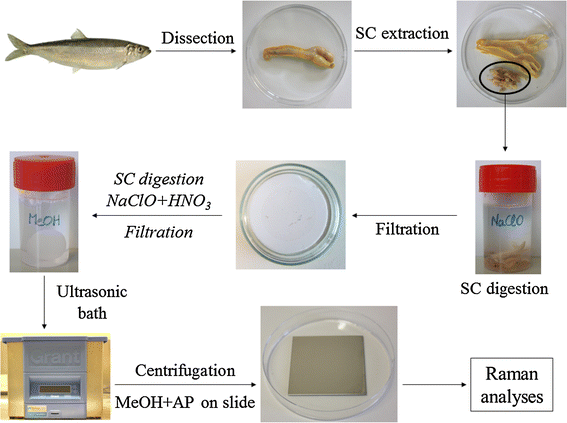 Dissection
SC extraction
SC digestion
NaClO+HNO3
Filtration
MeOH
Filtration
NaClO
SC digestion
Ultrasonic
bath
Grant
Centrifugation
MeOH+AP on slide
Raman
analyses